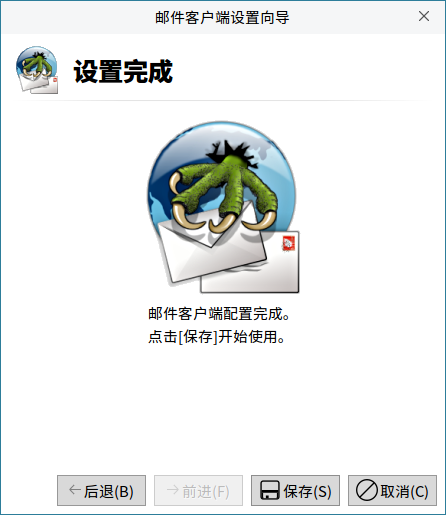 邮件客户端设置向导
设置完成
邮件客户端配置完成。
点击[保存]开始使用。
后退(B)
前进(F)
保存(S)
取消(C)